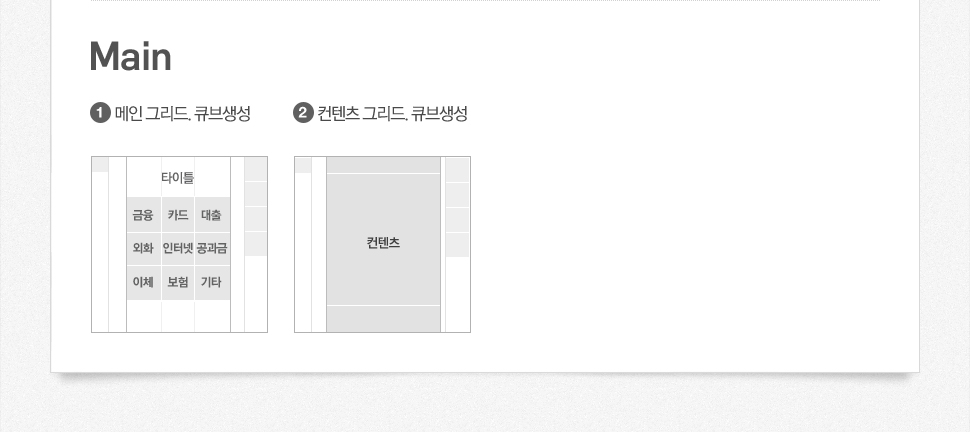 Main
1 메인 그리드. 큐브생성
2 컨텐츠 그리드. 큐브생성
타이틀
금융 카드 대출
외화 인터넷 공과금
이체 보험 기타
컨텐츠